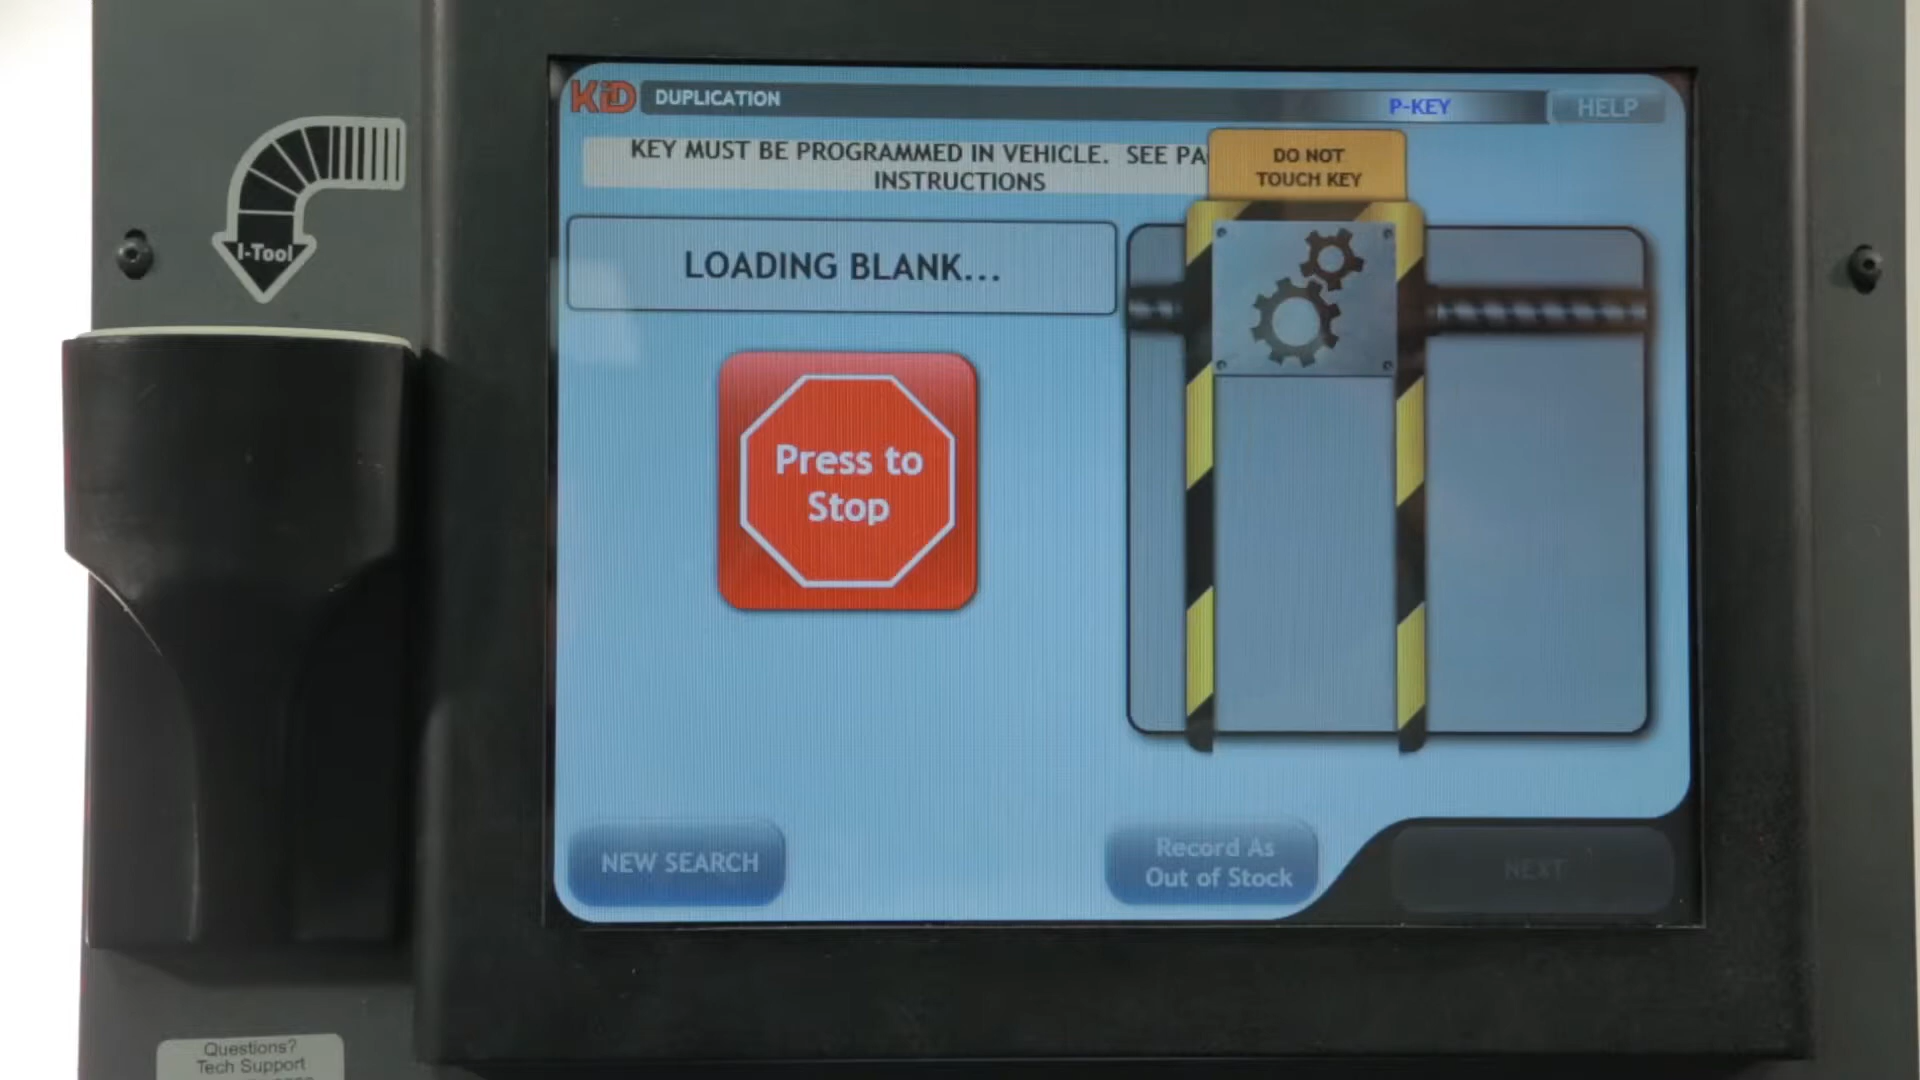 KID DUPLICATION P-KEY HELP
KEY MUST BE PROGRAMMED IN VEHICLE. SEE
INSTRUCTIONS
DO NOT
TOUCH KEY
I-Tool
LOADING BLANK...
Press to
Stop
NEW SEARCH
Record As
Out of Stock
NEXT
Questions?
Tech Support